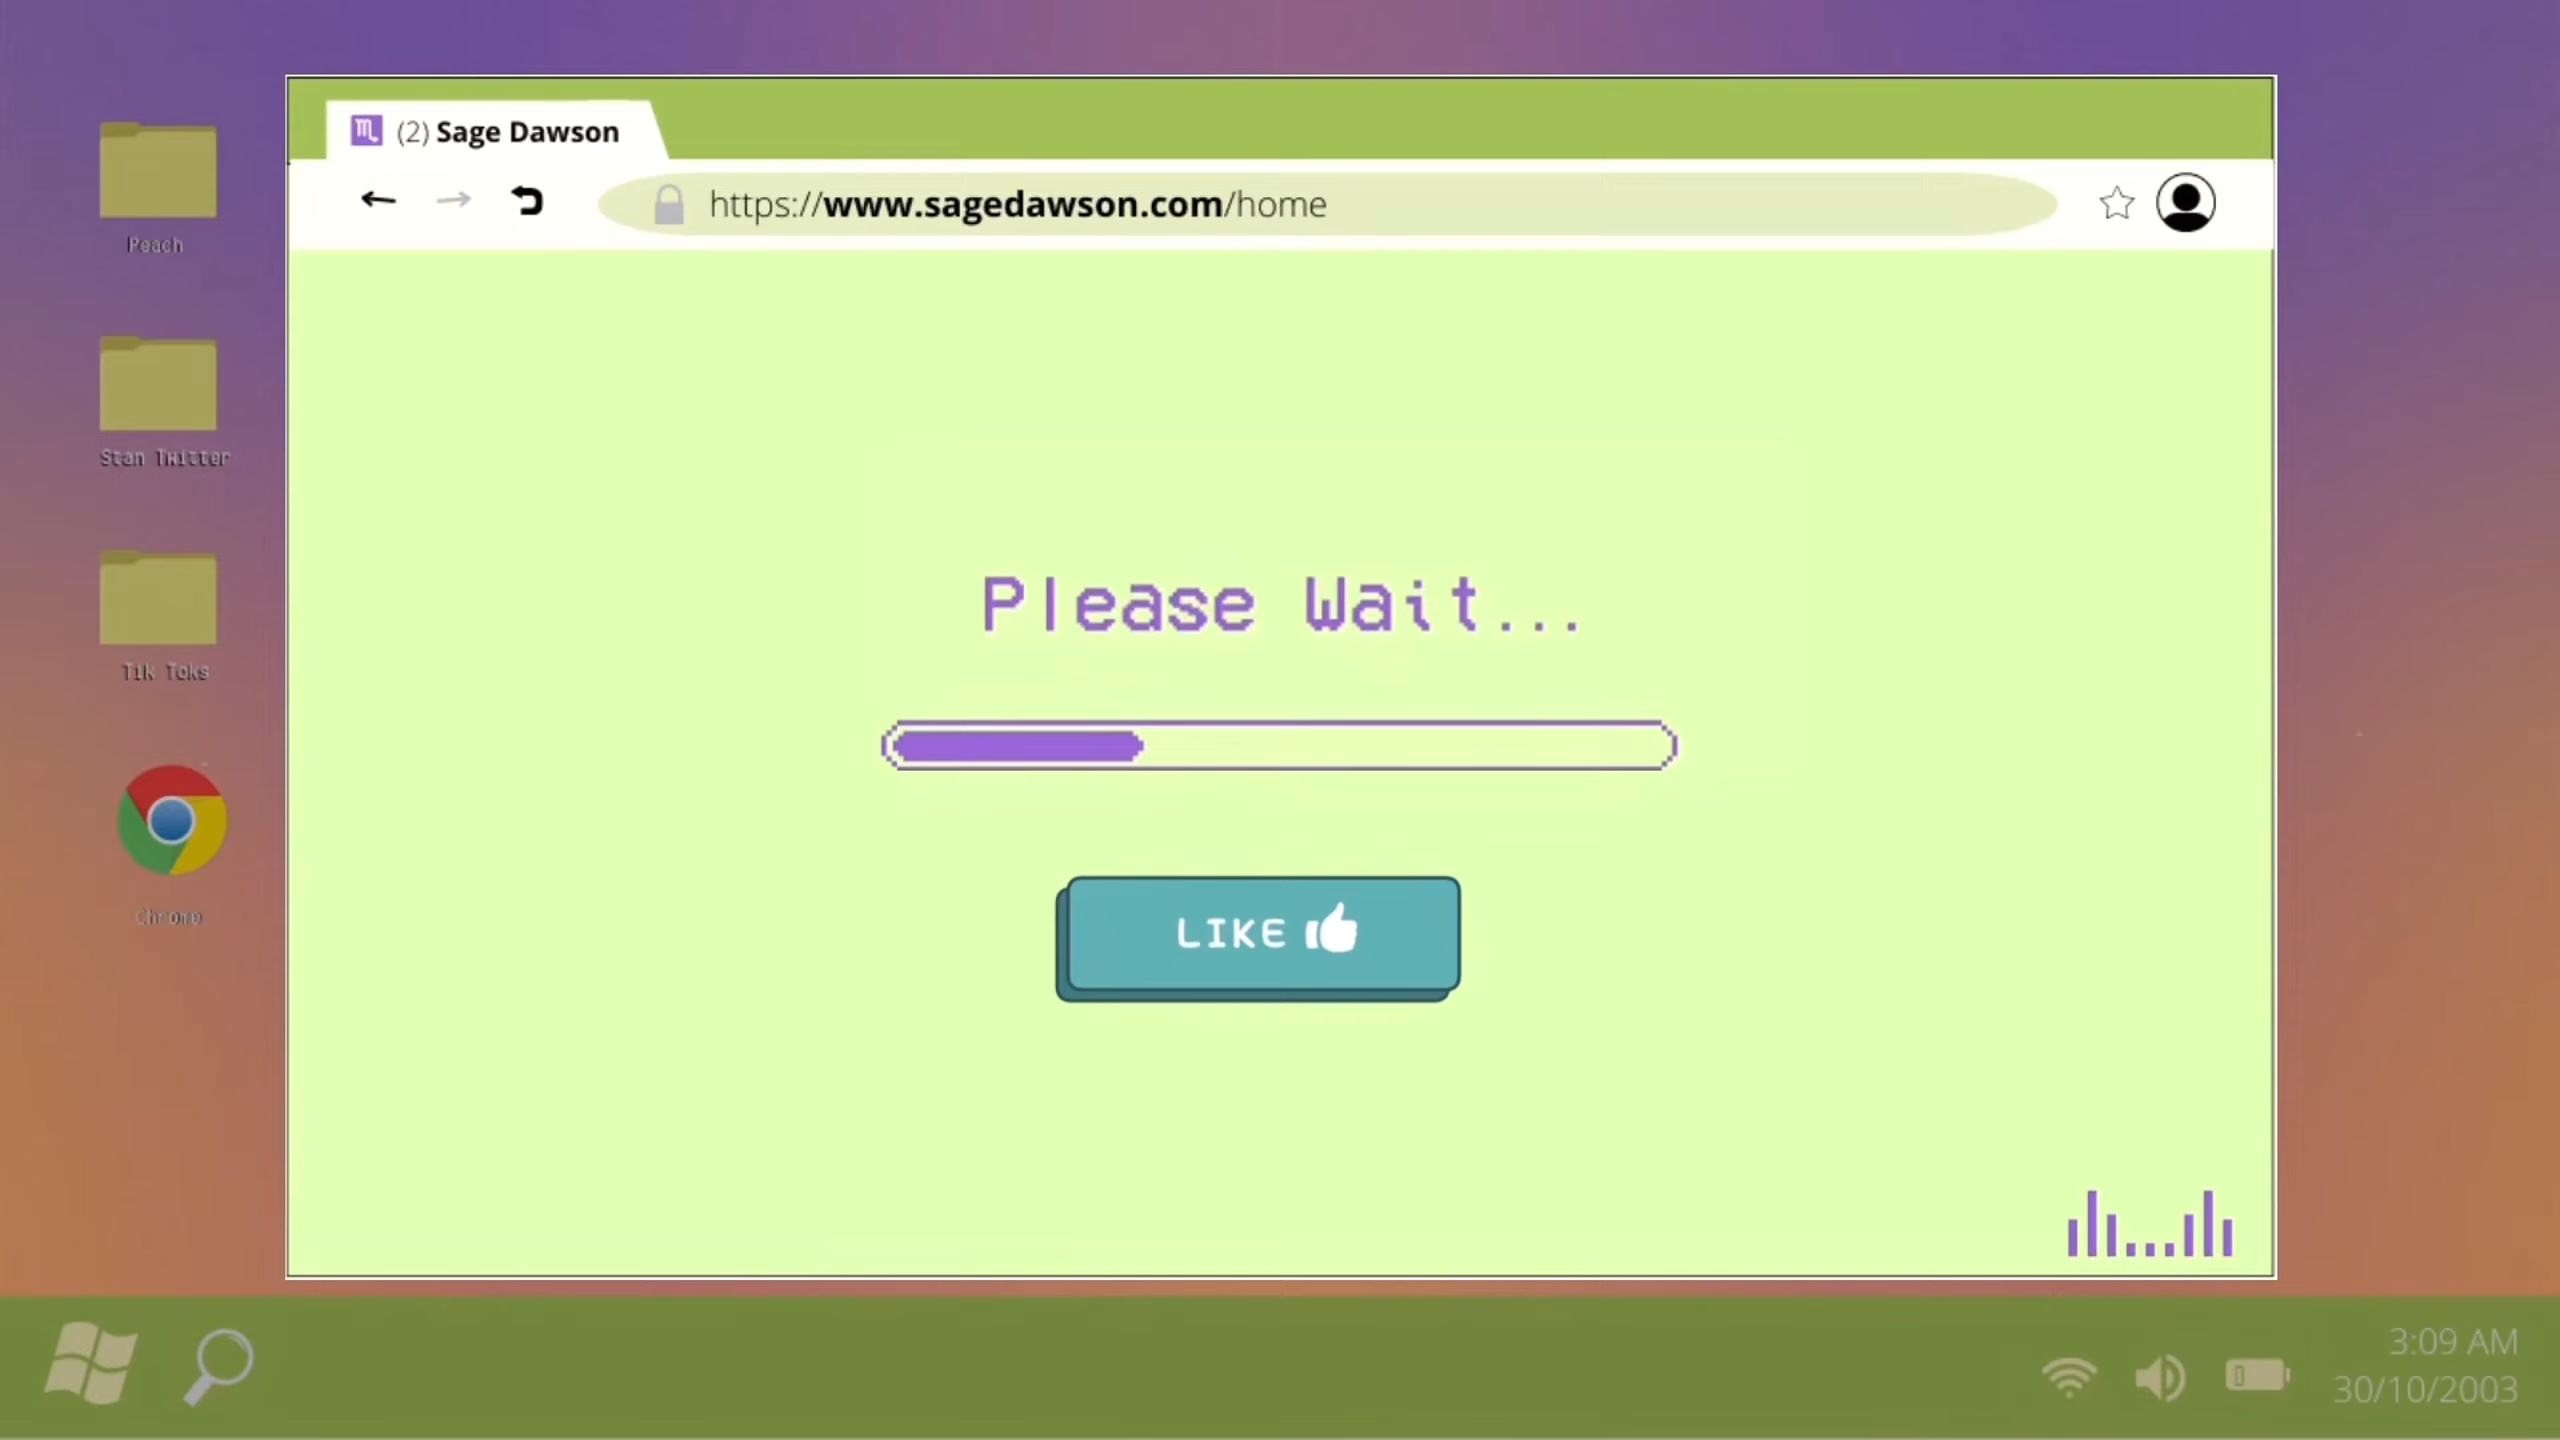 (2) Sage Dawson
https://www.sagedawson.com/home
Peach
Stan Twitter
Tik Toks
Chrome
Please Wait...
LIKE
3:09 AM
30/10/2003